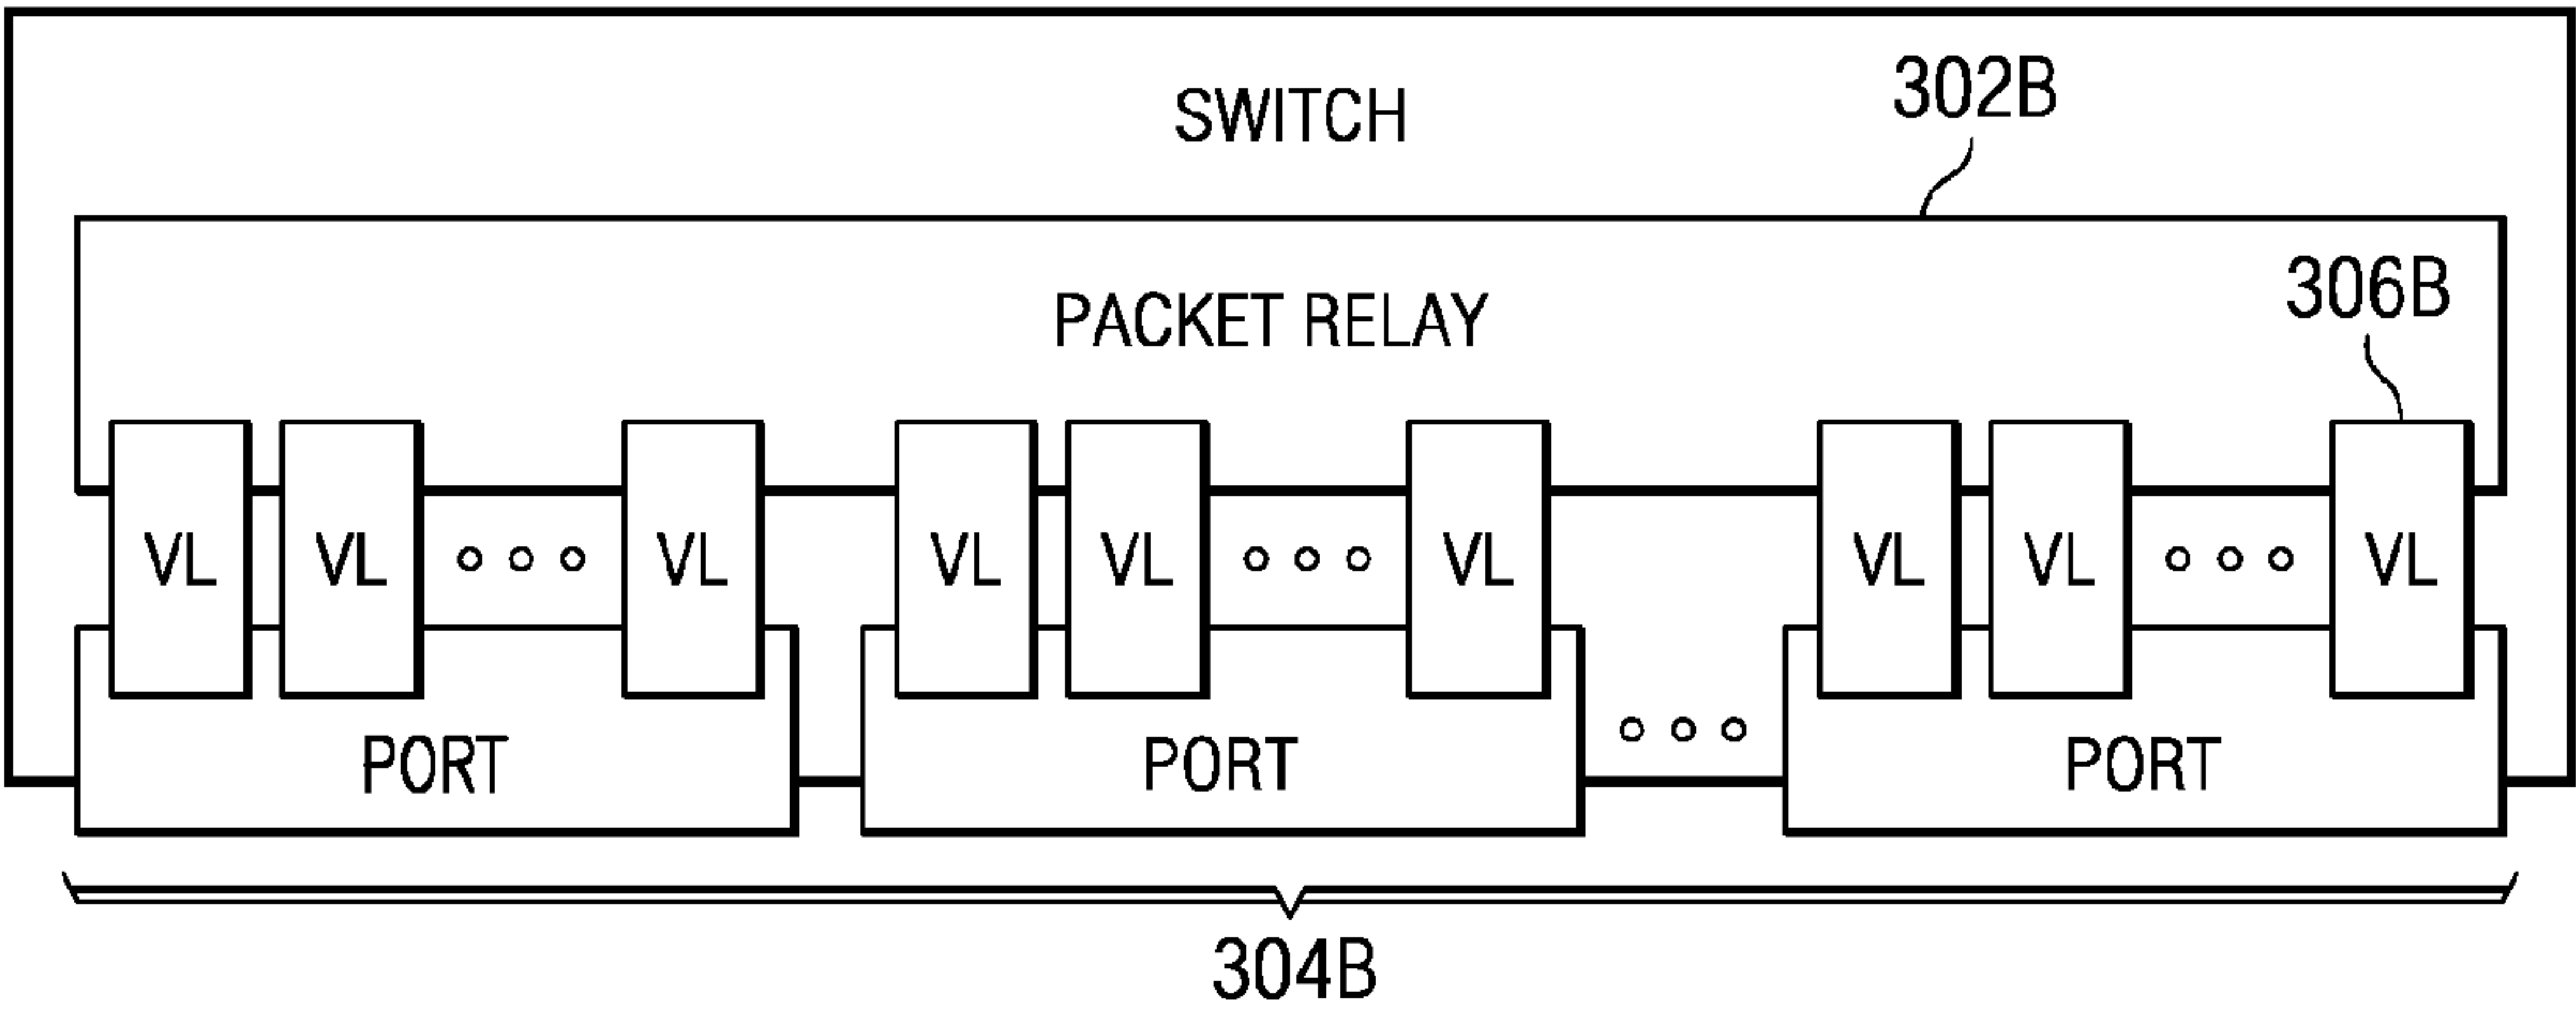 SWITCH
302B
PACKET RELAY
306B
VL VL VL VL VL VL VL VL VL
PORT PORT PORT
304B